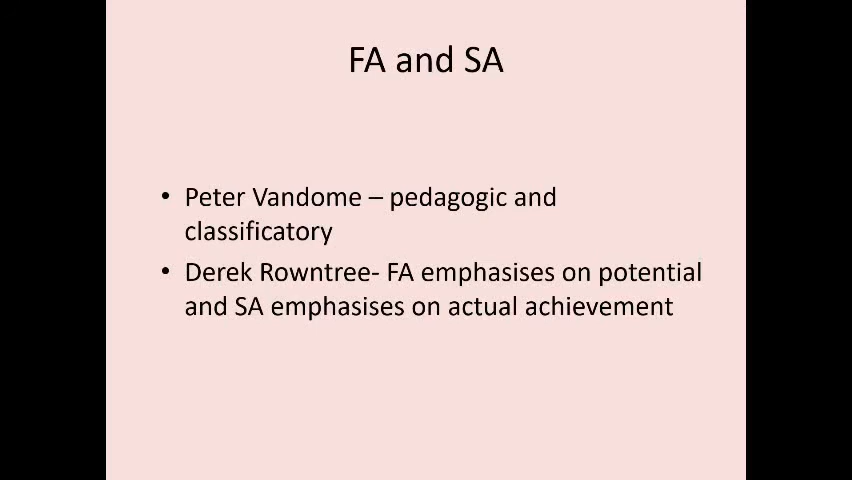 FA and SA
• Peter Vandome – pedagogic and
classificatory
• Derek Rowntree- FA emphasises on potential
and SA emphasises on actual achievement